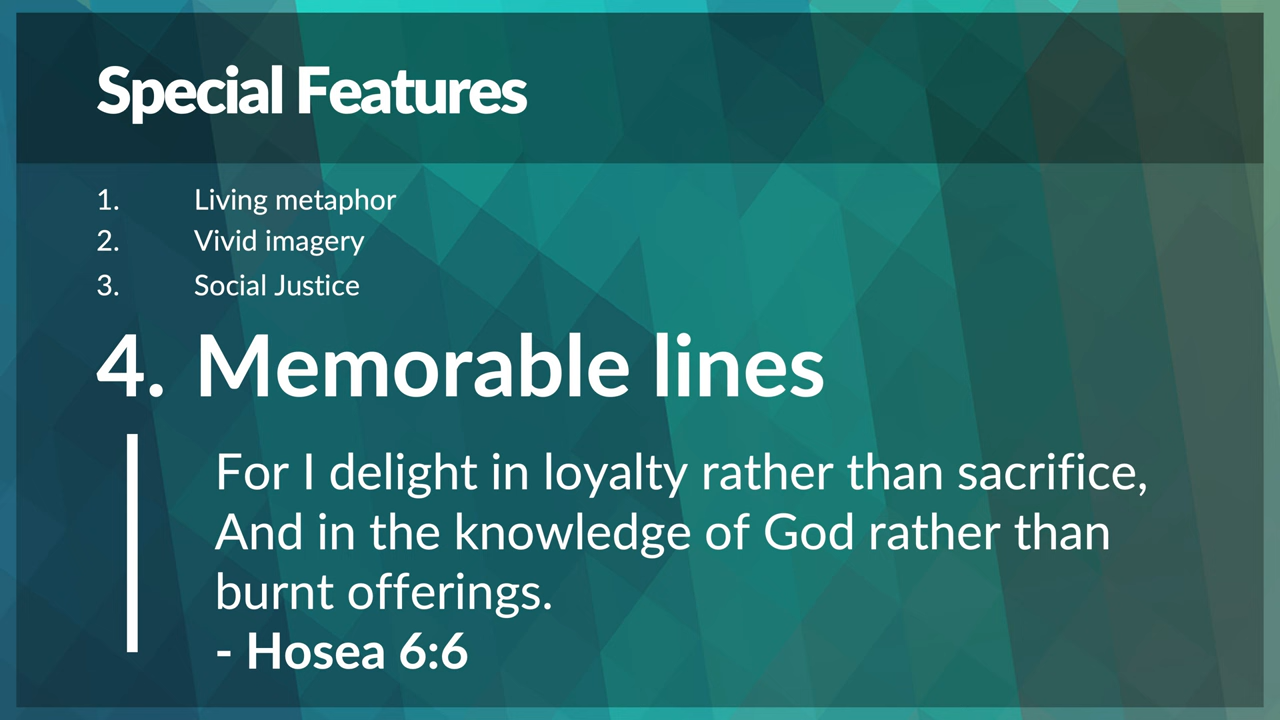 Special Features
1. Living metaphor
2. Vivid imagery
3. Social Justice
4. Memorable lines
For I delight in loyalty rather than sacrifice,
And in the knowledge of God rather than
burnt offerings.
- Hosea 6:6